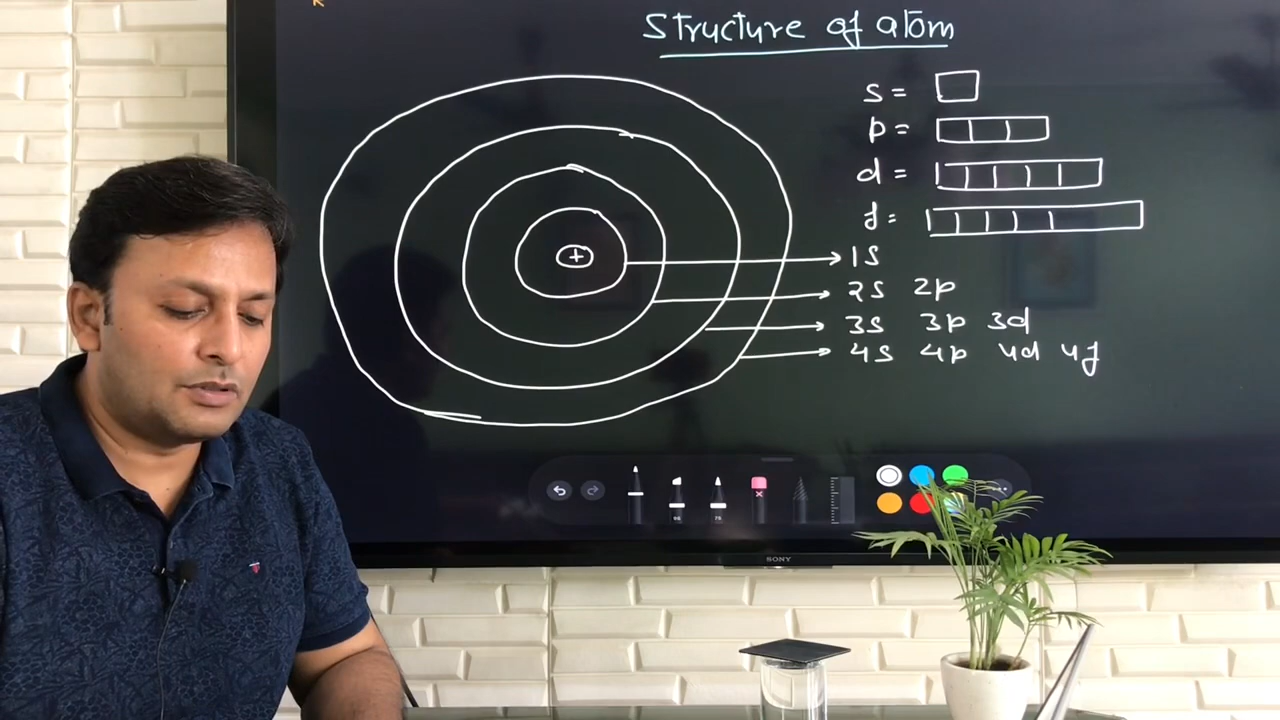 Structure of atom
s =
p =
d =
f =
+
1s
2s 2p
3s 3p 3d
4s 4p 4d 4f
SONY